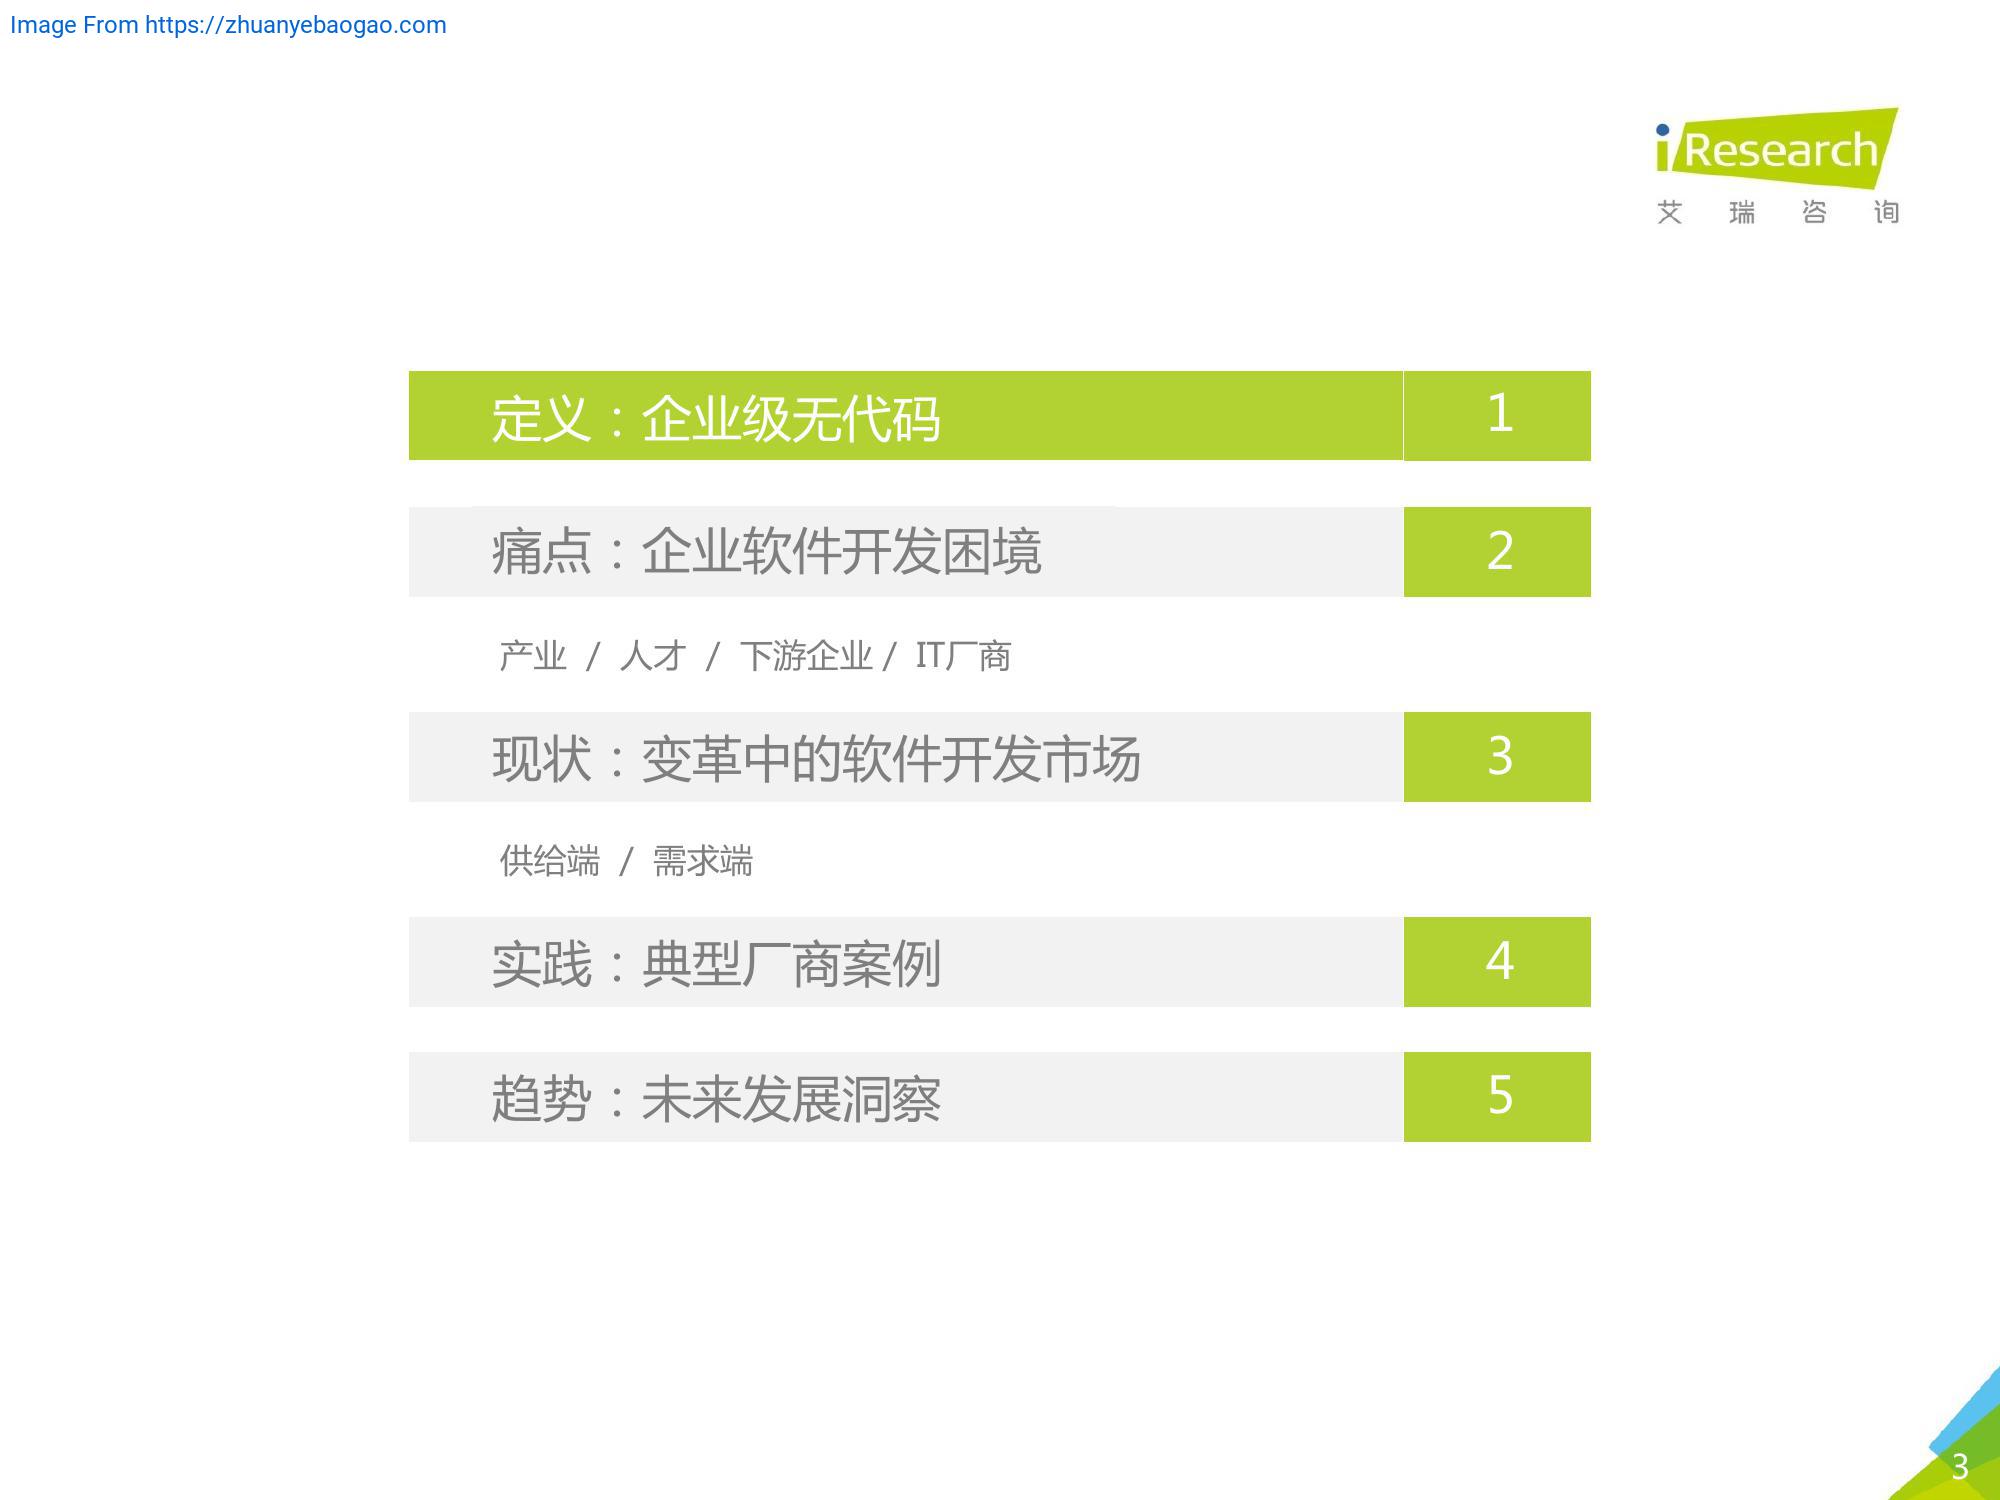 Image From https://zhuanyebaogao.com
iResearch
艾瑞咨询
定义：企业级无代码 1
痛点：企业软件开发困境 2
产业 / 人才 / 下游企业 / IT厂商
现状：变革中的软件开发市场 3
供给端 / 需求端
实践：典型厂商案例 4
趋势：未来发展洞察 5
3